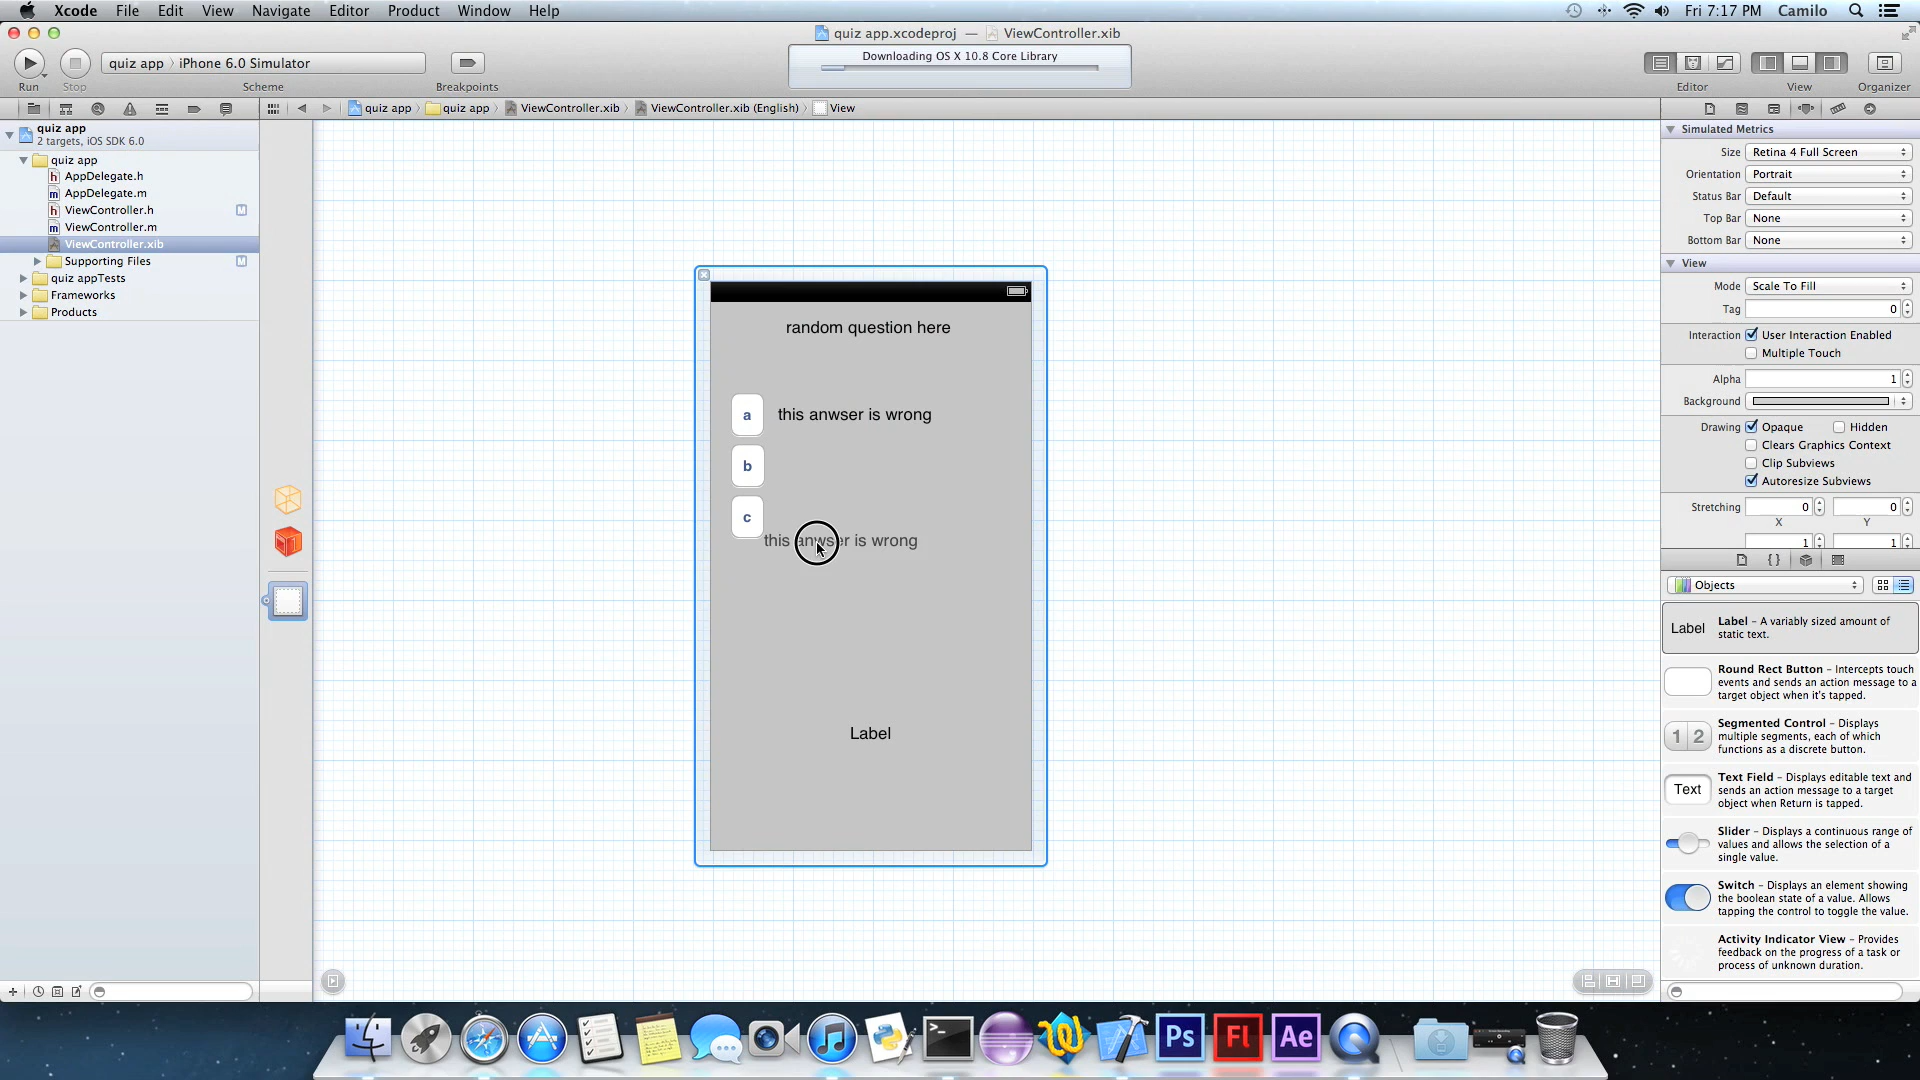 Xcode File Edit View Navigate Editor Product Window Help Fri 7:17 PM Camilo
quiz app.xcodeproj — ViewController.xib
Downloading OS X 10.8 Core Library
quiz app 〉 iPhone 6.0 Simulator
Run Stop Scheme Breakpoints Editor View Organizer
quiz app 〉 quiz app 〉 ViewController.xib 〉 ViewController.xib (English) 〉 View
quiz app
2 targets, iOS SDK 6.0
quiz app
h AppDelegate.h
m AppDelegate.m
h ViewController.h M
m ViewController.m
ViewController.xib
Supporting Files M
quiz appTests
Frameworks
Products
random question here
a this anwser is wrong
b
c
this anwser is wrong
Label
Simulated Metrics
Size Retina 4 Full Screen
Orientation Portrait
Status Bar Default
Top Bar None
Bottom Bar None
View
Mode Scale To Fill
Tag 0
Interaction User Interaction Enabled
Multiple Touch
Alpha 1
Background
Drawing Opaque Hidden
Clears Graphics Context
Clip Subviews
Autoresize Subviews
Stretching 0 0
X Y
1 1
{ }
Objects
Label Label – A variably sized amount of
static text.
Round Rect Button – Intercepts touch
events and sends an action message to a
target object when it's tapped.
1 2 Segmented Control – Displays
multiple segments, each of which
functions as a discrete button.
Text Text Field – Displays editable text and
sends an action message to a target
object when Return is tapped.
Slider – Displays a continuous range of
values and allows the selection of a
single value.
Switch – Displays an element showing
the boolean state of a value. Allows
tapping the control to toggle the value.
Activity Indicator View – Provides
feedback on the progress of a task or
process of unknown duration.
Ps Fl Ae